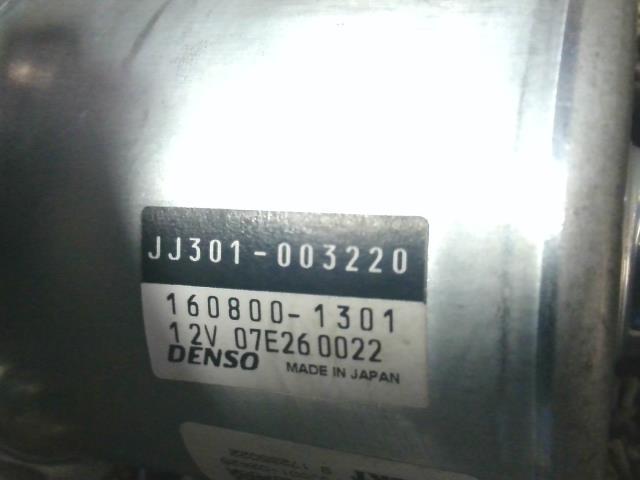 JJ301-003220
160800-1301
12V 07E260022
DENSO MADE IN JAPAN